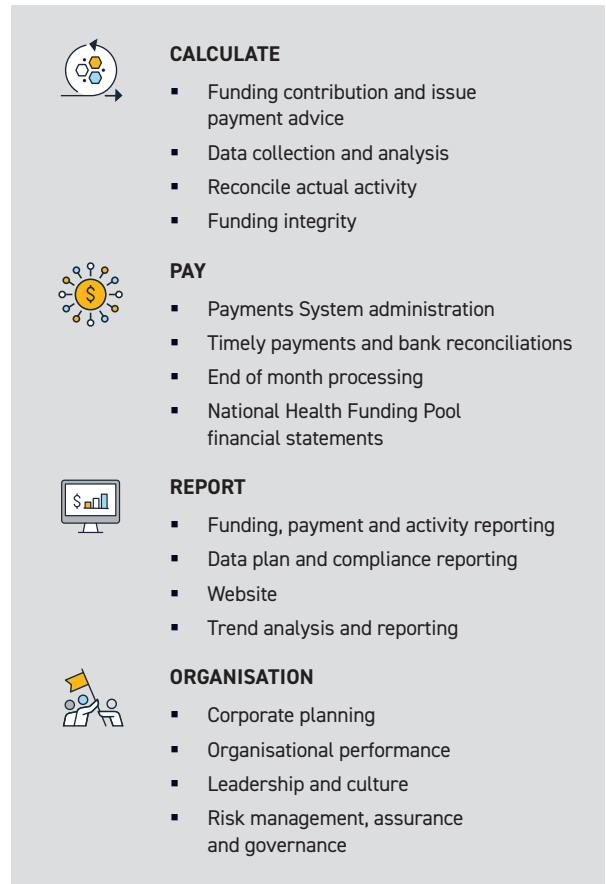 CALCULATE
▪ Funding contribution and issue
payment advice
▪ Data collection and analysis
▪ Reconcile actual activity
▪ Funding integrity
$
PAY
▪ Payments System administration
▪ Timely payments and bank reconciliations
▪ End of month processing
▪ National Health Funding Pool
financial statements
$
REPORT
▪ Funding, payment and activity reporting
▪ Data plan and compliance reporting
▪ Website
▪ Trend analysis and reporting
ORGANISATION
▪ Corporate planning
▪ Organisational performance
▪ Leadership and culture
▪ Risk management, assurance
and governance